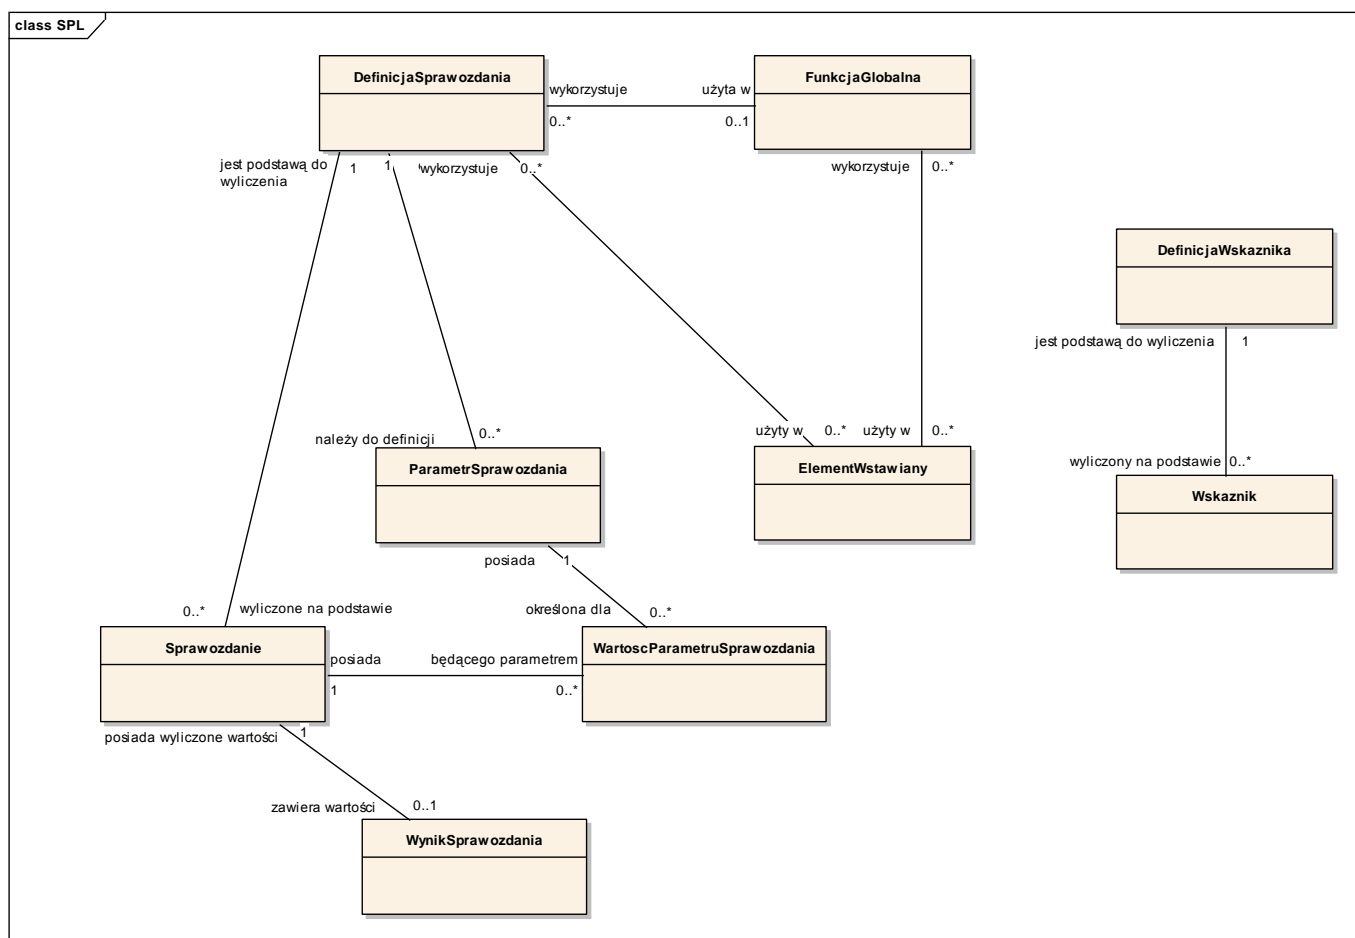 class SPL
DefinicjaSprawozdania
FunkcjaGlobalna
wykorzystuje
użyta w
0..*
0..1
jest podstawą do
wyliczenia
1
1
wykorzystuje
0..*
wykorzystuje
0..*
DefinicjaWskaznika
jest podstawą do wyliczenia
1
należy do definicji
0..*
użyty w
0..*
użyty w
0..*
ParametrSprawozdania
ElementWstawiany
wyliczony na podstawie
0..*
Wskaznik
posiada
1
0..*
wyliczone na podstawie
określona dla
0..*
Sprawozdanie
WartoscParametruSprawozdania
posiada
będącego parametrem
1
0..*
posiada wyliczone wartości
1
zawiera wartości
0..1
WynikSprawozdania